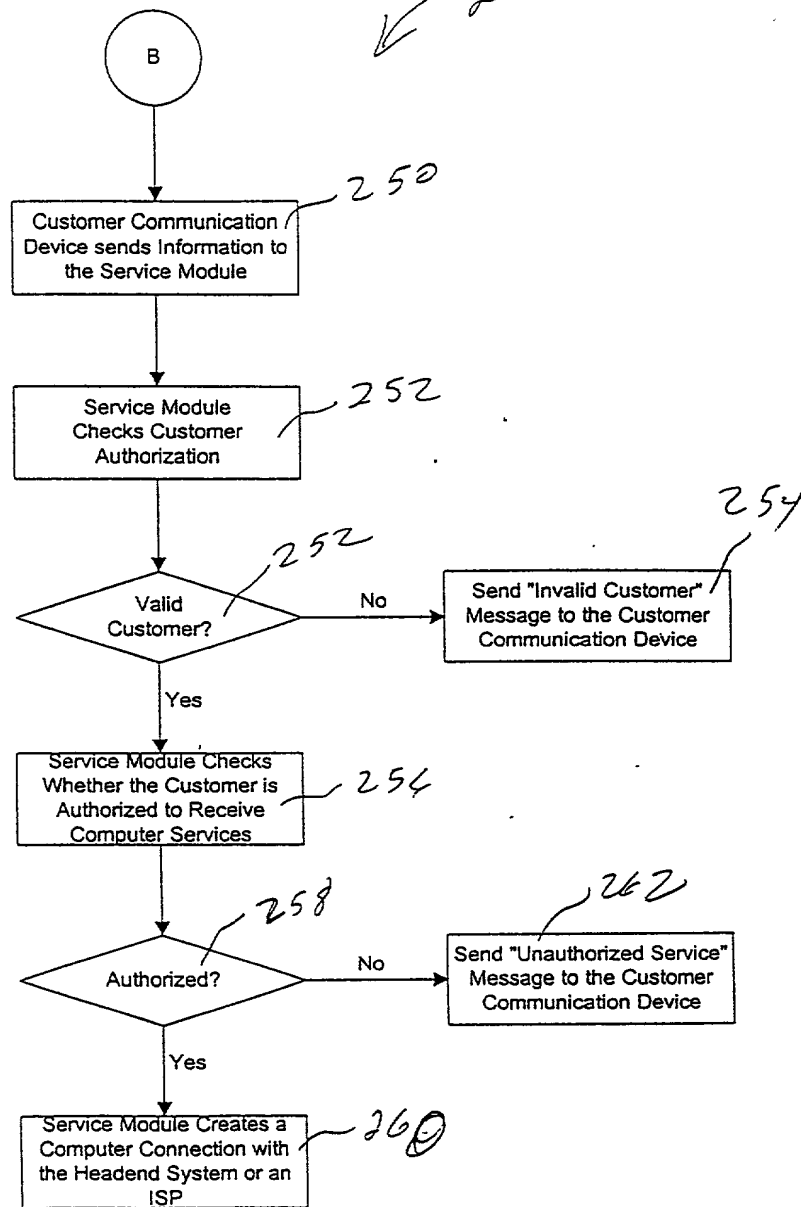 B
250
Customer Communication
Device sends Information to
the Service Module
252
Service Module
Checks Customer
Authorization
252
Valid
Customer?
No
254
Send "Invalid Customer"
Message to the Customer
Communication Device
Yes
Service Module Checks
Whether the Customer is
Authorized to Receive
Computer Services
256
258
Authorized?
No
262
Send "Unauthorized Service"
Message to the Customer
Communication Device
Yes
260
Service Module Creates a
Computer Connection with
the Headend System or an
ISP